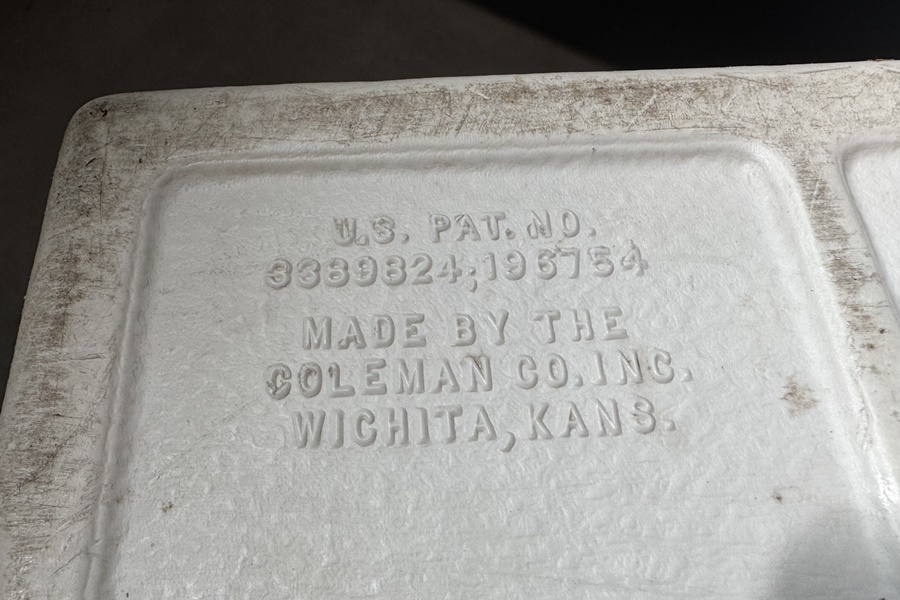 U.S. PAT. NO.
3389824;196754
MADE BY THE
COLEMAN CO. INC.
WICHITA, KANS.